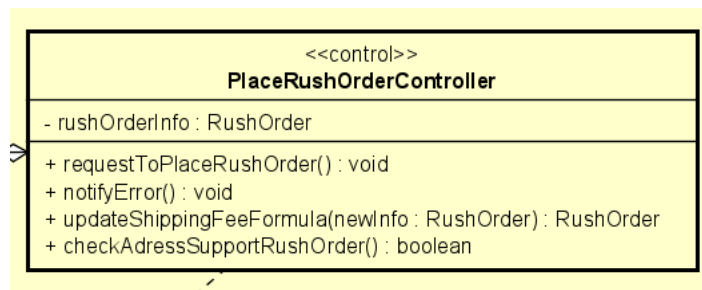 <<control>>
PlaceRushOrderController
- rushOrderInfo : RushOrder
+ requestToPlaceRushOrder() : void
+ notifyError() : void
+ updateShippingFeeFormula(newInfo : RushOrder) : RushOrder
+ checkAdressSupportRushOrder() : boolean